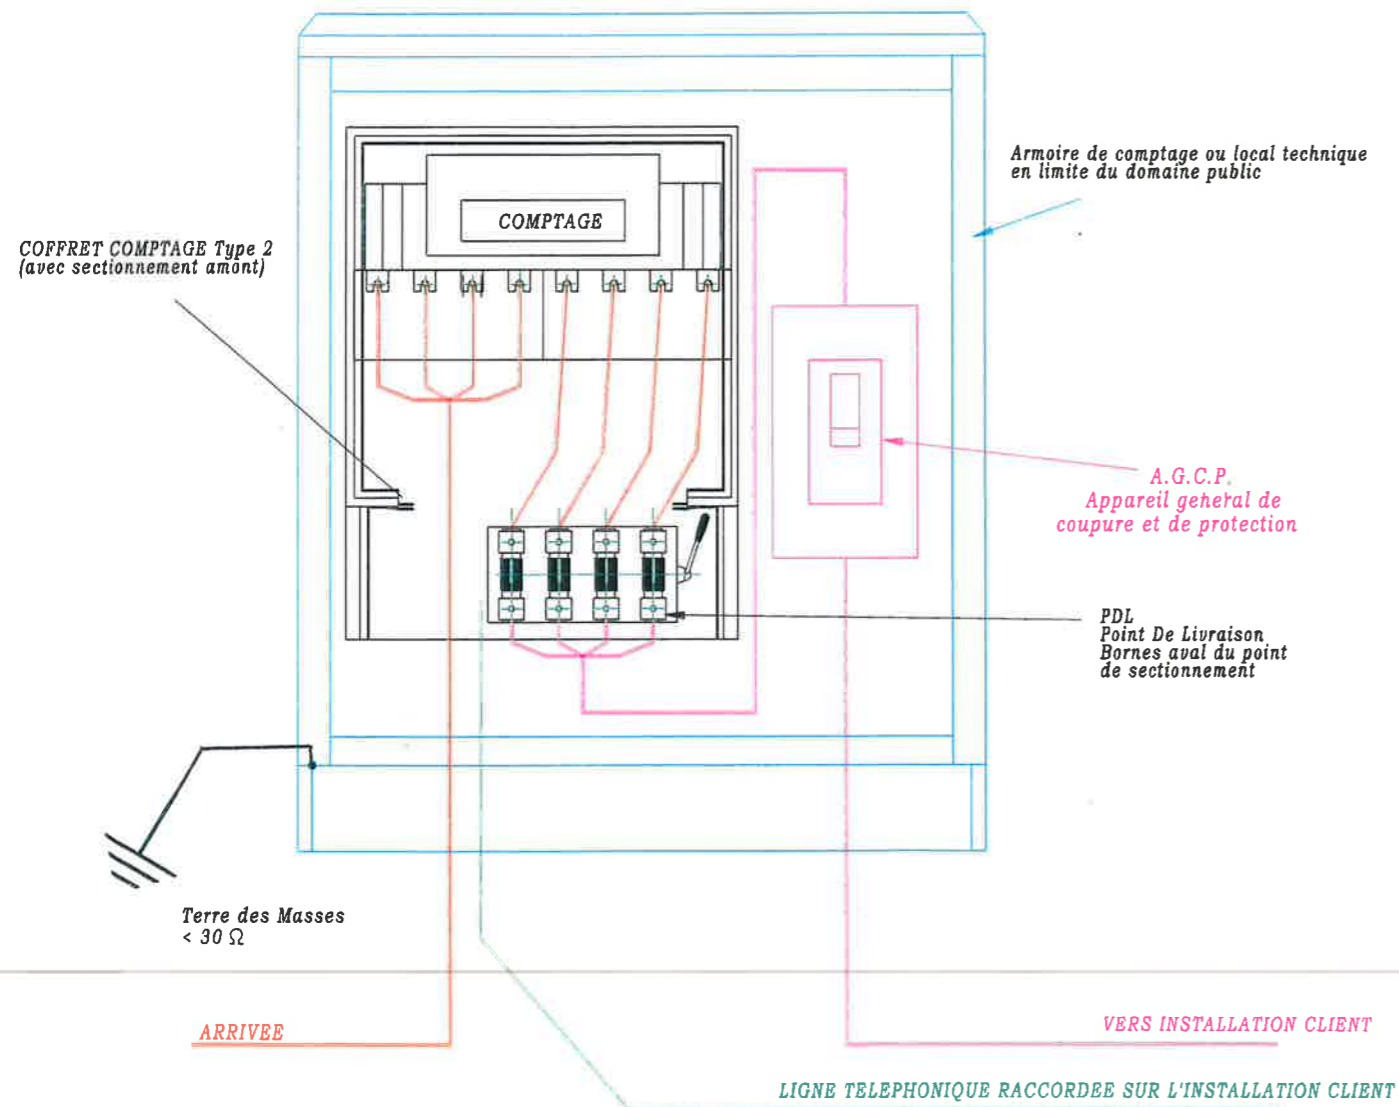 Armoire de comptage ou local technique
en limite du domaine public
COMPTAGE
COFFRET COMPTAGE Type 2
(avec sectionnement amont)
A.G.C.P.
Appareil general de
coupure et de protection
PDL
Point De Livraison
Bornes aval du point
de sectionnement
Terre des Masses
< 30 Ω
ARRIVEE
VERS INSTALLATION CLIENT
LIGNE TELEPHONIQUE RACCORDEE SUR L'INSTALLATION CLIENT